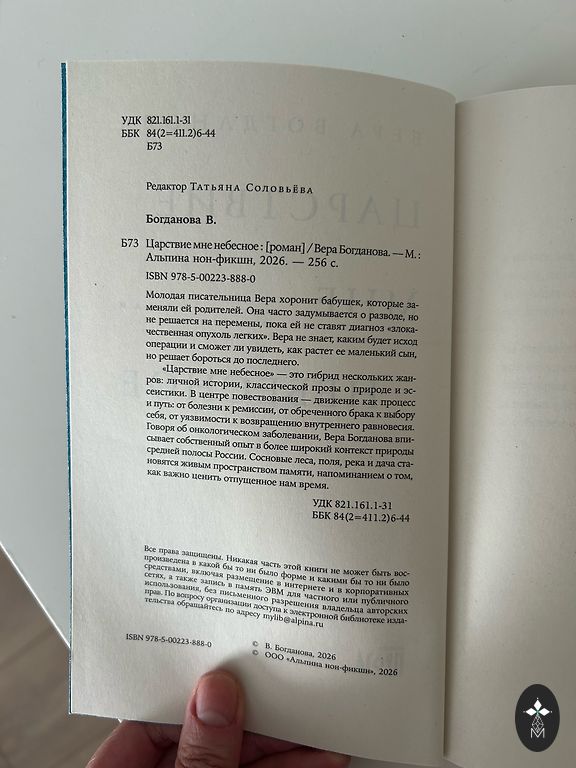 УДК 821.161.1-31
ББК 84(2=411.2)6-44
Б73
Редактор Татьяна Соловьёва
Богданова В.
Б73 Царствие мне небесное : [роман] / Вера Богданова. — М. :
Альпина нон-фикшн, 2026. — 256 с.
ISBN 978-5-00223-888-0
Молодая писательница Вера хоронит бабушек, которые за-
меняли ей родителей. Она часто задумывается о разводе, но
не решается на перемены, пока ей не ставят диагноз «злока-
чественная опухоль легких». Вера не знает, каким будет исход
операции и сможет ли увидеть, как растет ее маленький сын,
но решает бороться до последнего.
«Царствие мне небесное» — это гибрид нескольких жан-
ров: личной истории, классической прозы о природе и эс-
сеистики. В центре повествования — движение как процесс
и путь: от болезни к ремиссии, от обреченного брака к выбору
себя, от уязвимости к возвращению внутреннего равновесия.
Говоря об онкологическом заболевании, Вера Богданова впи-
сывает собственный опыт в более широкий контекст природы
средней полосы России. Сосновые леса, поля, река и дача ста-
новятся живым пространством памяти, напоминанием о том,
как важно ценить отпущенное нам время.
УДК 821.161.1-31
ББК 84(2=411.2)6-44
Все права защищены. Никакая часть этой книги не может быть вос-
произведена в какой бы то ни было форме и какими бы то ни было
средствами, включая размещение в интернете и в корпоративных
сетях, а также запись в память ЭВМ для частного или публичного
использования, без письменного разрешения владельца авторских
прав. По вопросу организации доступа к электронной библиотеке изда-
тельства обращайтесь по адресу mylib@alpina.ru
ISBN 978-5-00223-888-0
© В. Богданова, 2026
© ООО «Альпина нон-фикшн», 2026
М